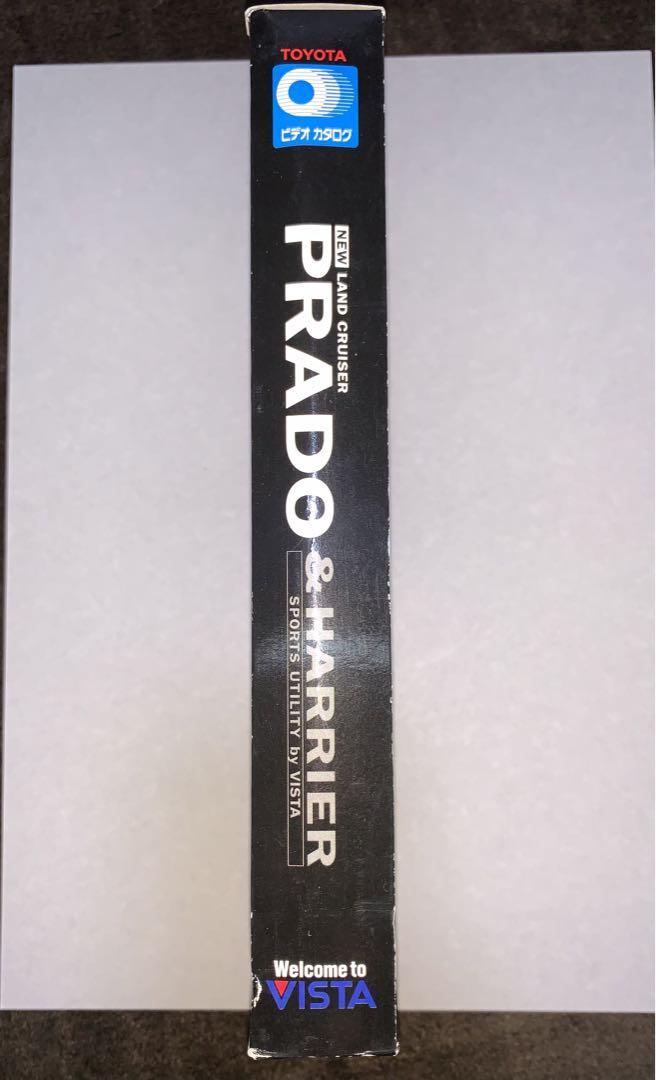 TOYOTA
ビデオ カタログ
NEW LAND CRUISER
PRADO & HARRIER
SPORTS UTILITY by VISTA
Welcome to
VISTA